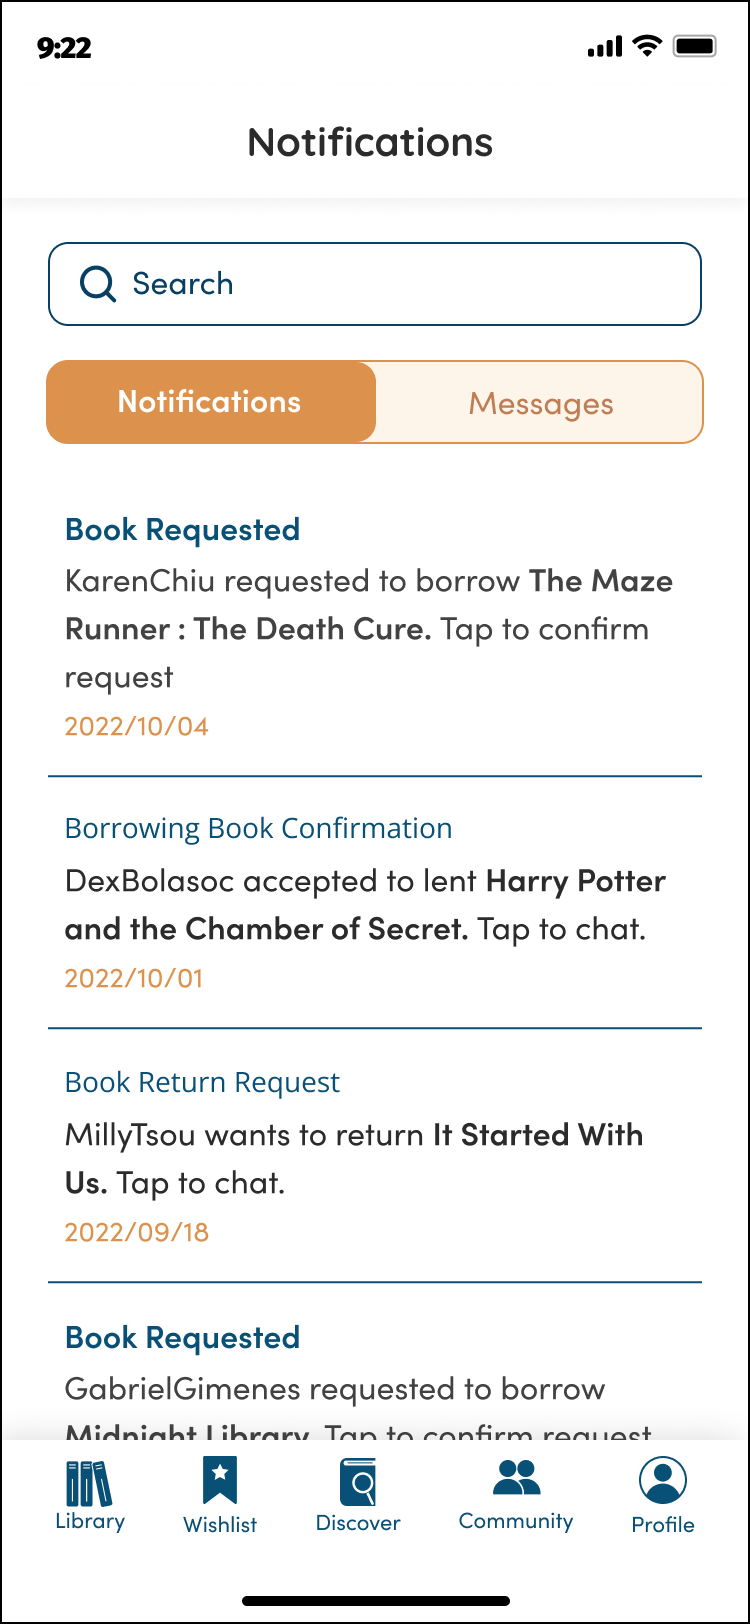 9:22
Notifications
Search
Notifications Messages
Book Requested
KarenChiu requested to borrow The Maze
Runner : The Death Cure. Tap to confirm
request
2022/10/04
Borrowing Book Confirmation
DexBolasoc accepted to lent Harry Potter
and the Chamber of Secret. Tap to chat.
2022/10/01
Book Return Request
MillyTsou wants to return It Started With
Us. Tap to chat.
2022/09/18
Book Requested
GabrielGimenes requested to borrow
Midnight Library. Tap to confirm request
Library Wishlist Discover Community Profile